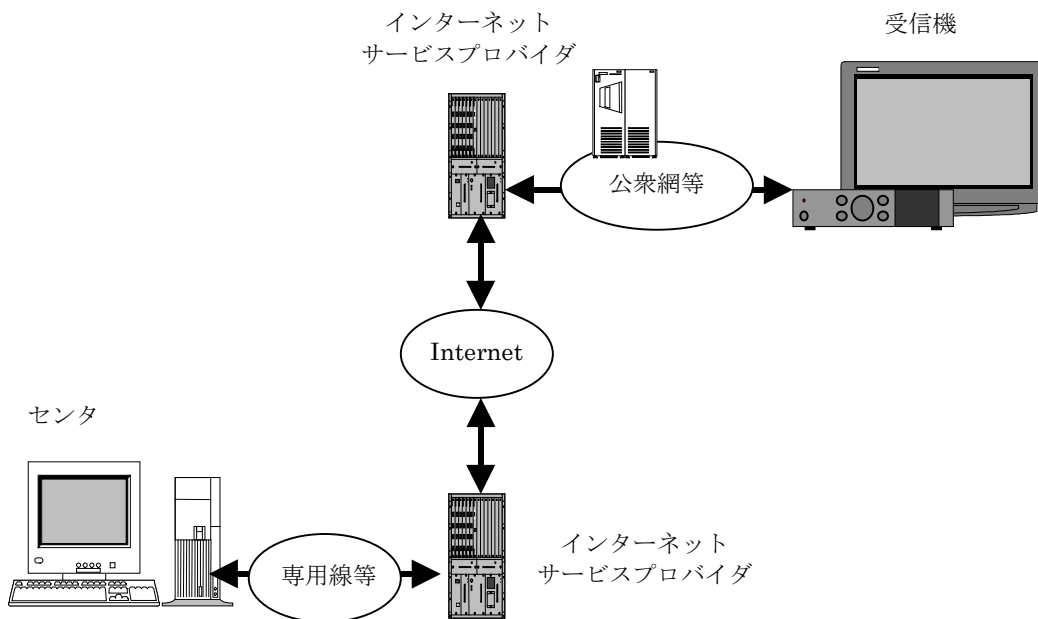 インターネット
サービスプロバイダ
受信機
公衆網等
Internet
センタ
インターネット
サービスプロバイダ
専用線等